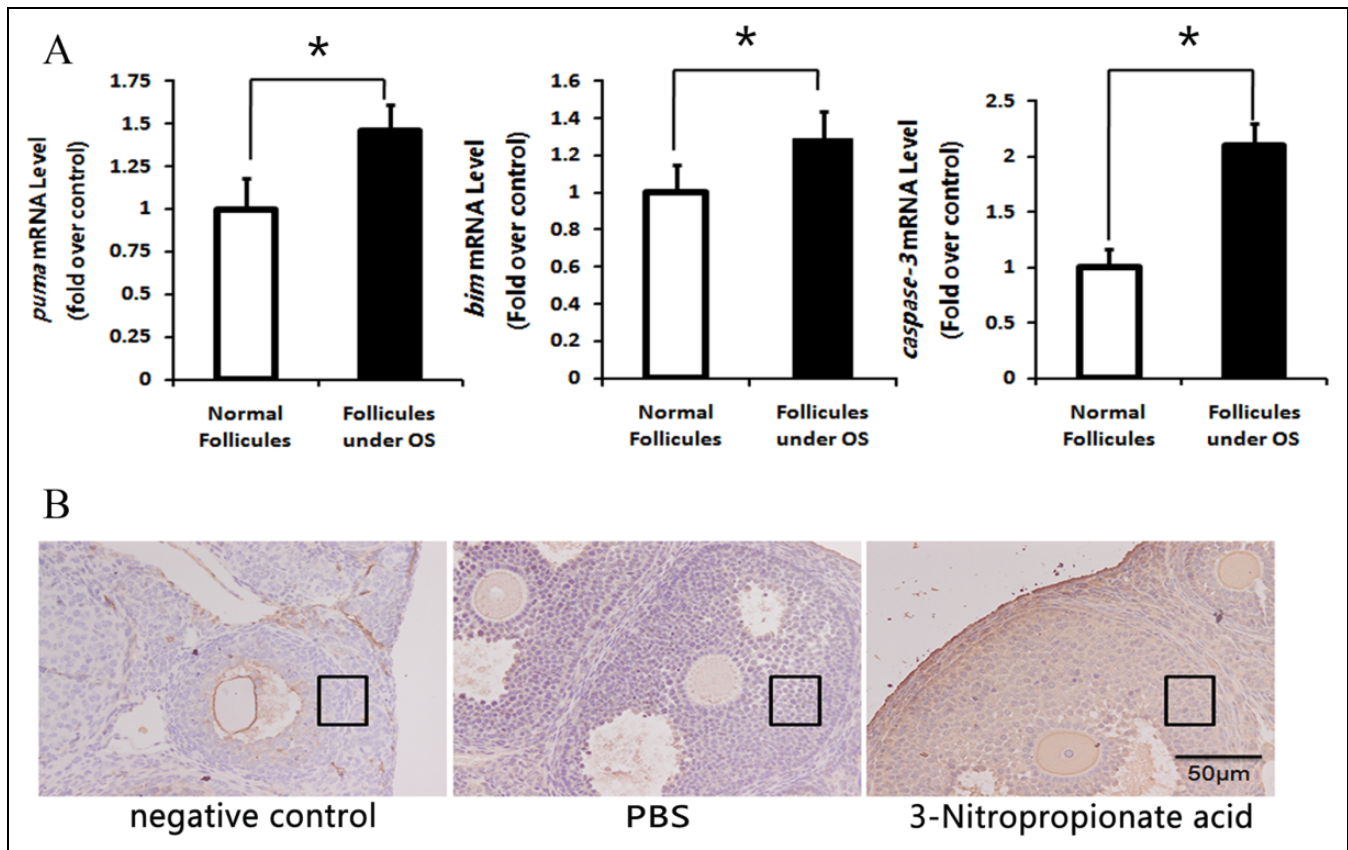 A
*
*
*
puma mRNA Level
(fold over control)
1.75
1.5
1.25
1
0.75
0.5
0.25
0
Normal
Follicules
Follicules
under OS
bim mRNA Level
(Fold over control)
1.6
1.4
1.2
1
0.8
0.6
0.4
0.2
0
Normal
Follicules
Follicules
under OS
caspase-3 mRNA Level
(Fold over control)
2.5
2
1.5
1
0.5
0
Normal
Follicules
Follicules
under OS
B
50μm
negative control
PBS
3-Nitropropionate acid